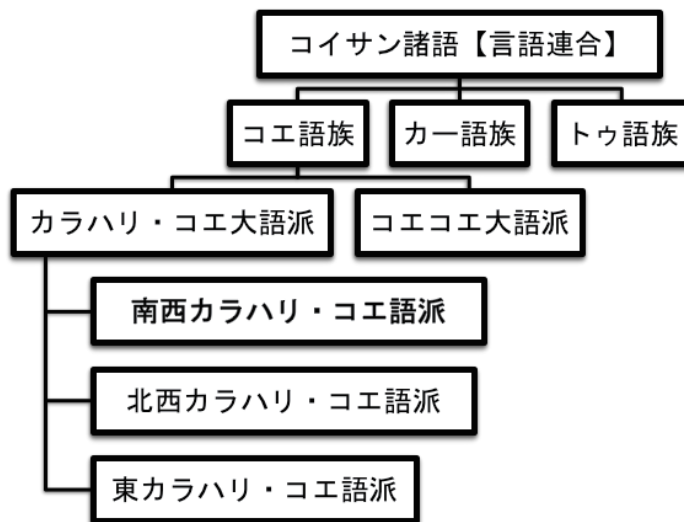 コイサン諸語【言語連合】
コエ語族
カー語族
トゥ語族
カラハリ・コエ大語派
コエコエ大語派
南西カラハリ・コエ語派
北西カラハリ・コエ語派
東カラハリ・コエ語派